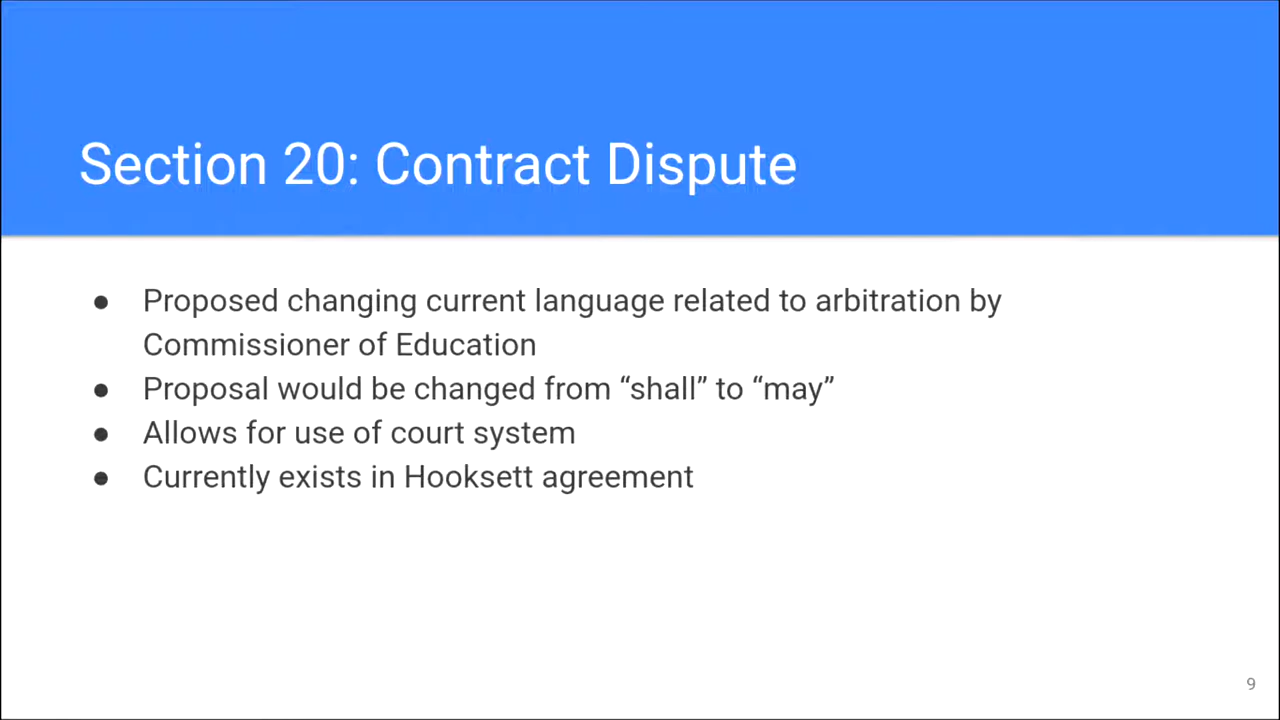 Section 20: Contract Dispute
● Proposed changing current language related to arbitration by
Commissioner of Education
● Proposal would be changed from “shall” to “may”
● Allows for use of court system
● Currently exists in Hooksett agreement
9